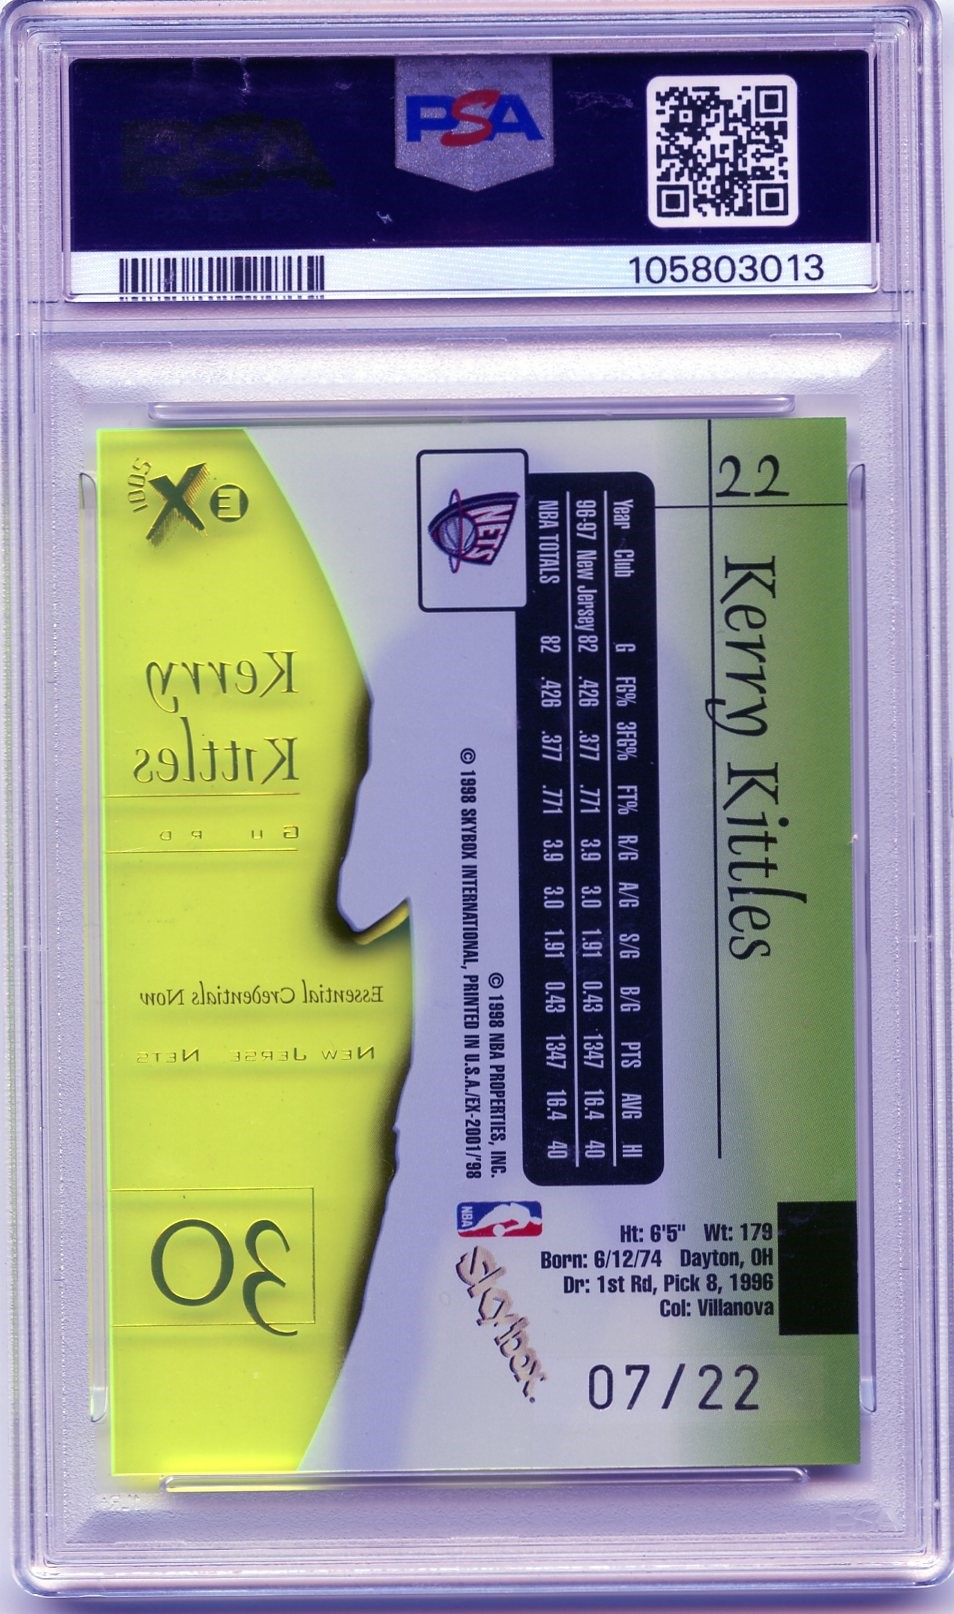 PSA
PSA
105803013
22
Kerry Kittles
Year Club G FG% 3FG% FT% R/G A/G S/G B/G PTS AVG HI
96-97 New Jersey 82 .426 .377 .771 3.9 3.0 1.91 0.43 1347 16.4 40
NBA TOTALS 82 .426 .377 .771 3.9 3.0 1.91 0.43 1347 16.4 40
NETS
© 1998 NBA PROPERTIES, INC.
© 1998 SKYBOX INTERNATIONAL, PRINTED IN U.S.A./EX-2001/'98
NBA
Skybox
Ht: 6'5" Wt: 179
Born: 6/12/74 Dayton, OH
Dr: 1st Rd, Pick 8, 1996
Col: Villanova
07/22
E X 2001
Kerry
Kittles
Essential Credentials Now
30